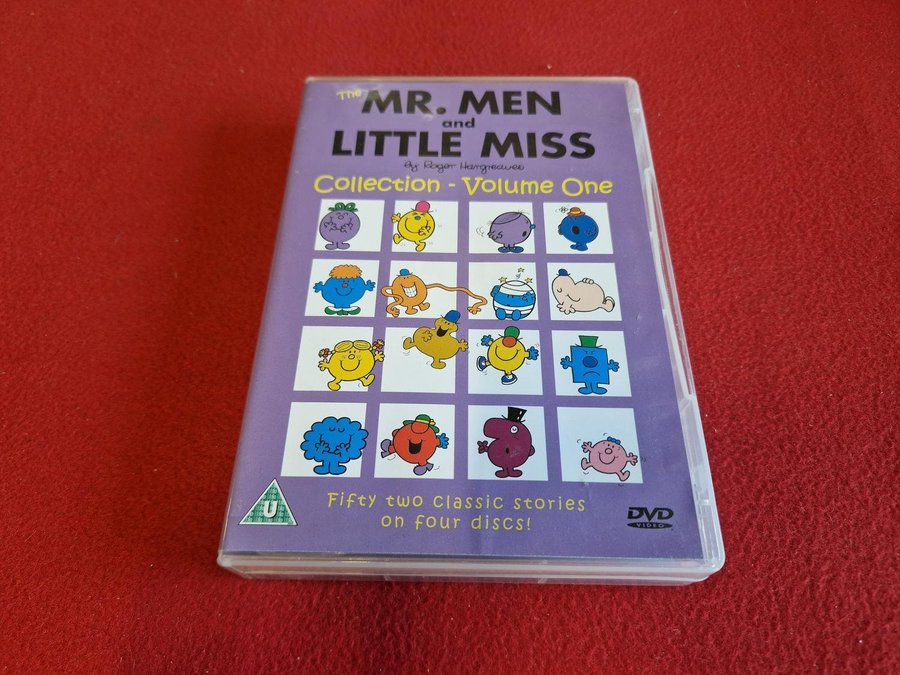 The
MR. MEN
and
LITTLE MISS
by Roger Hargreaves
Collection - Volume One
Fifty two classic stories
on four discs!
U
DVD
VIDEO